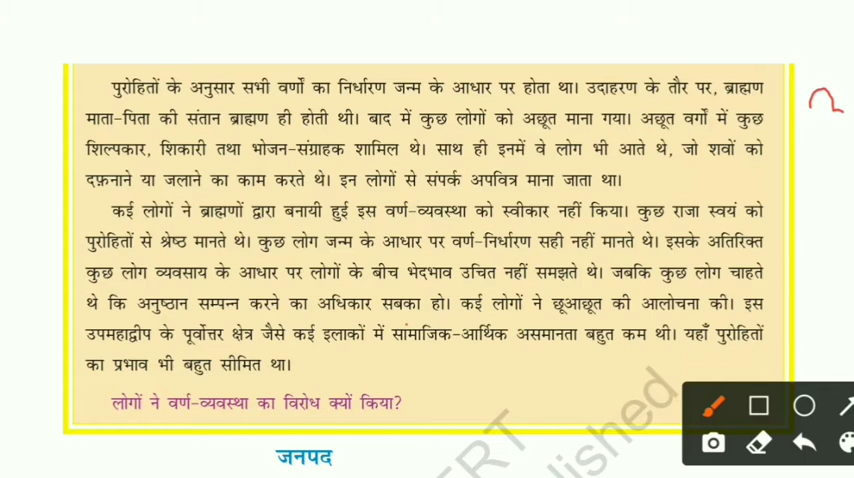 पुरोहितों के अनुसार सभी वर्णों का निर्धारण जन्म के आधार पर होता था। उदाहरण के तौर पर, ब्राह्मण
माता-पिता की संतान ब्राह्मण ही होती थी। बाद में कुछ लोगों को अछूत माना गया। अछूत वर्गों में कुछ
शिल्पकार, शिकारी तथा भोजन-संग्राहक शामिल थे। साथ ही इनमें वे लोग भी आते थे, जो शवों को
दफ़नाने या जलाने का काम करते थे। इन लोगों से संपर्क अपवित्र माना जाता था।
कई लोगों ने ब्राह्मणों द्वारा बनायी हुई इस वर्ण-व्यवस्था को स्वीकार नहीं किया। कुछ राजा स्वयं को
पुरोहितों से श्रेष्ठ मानते थे। कुछ लोग जन्म के आधार पर वर्ण-निर्धारण सही नहीं मानते थे। इसके अतिरिक्त
कुछ लोग व्यवसाय के आधार पर लोगों के बीच भेदभाव उचित नहीं समझते थे। जबकि कुछ लोग चाहते
थे कि अनुष्ठान सम्पन्न करने का अधिकार सबका हो। कई लोगों ने छूआछूत की आलोचना की। इस
उपमहाद्वीप के पूर्वोत्तर क्षेत्र जैसे कई इलाकों में सामाजिक-आर्थिक असमानता बहुत कम थी। यहाँ पुरोहितों
का प्रभाव भी बहुत सीमित था।
लोगों ने वर्ण-व्यवस्था का विरोध क्यों किया?
जनपद